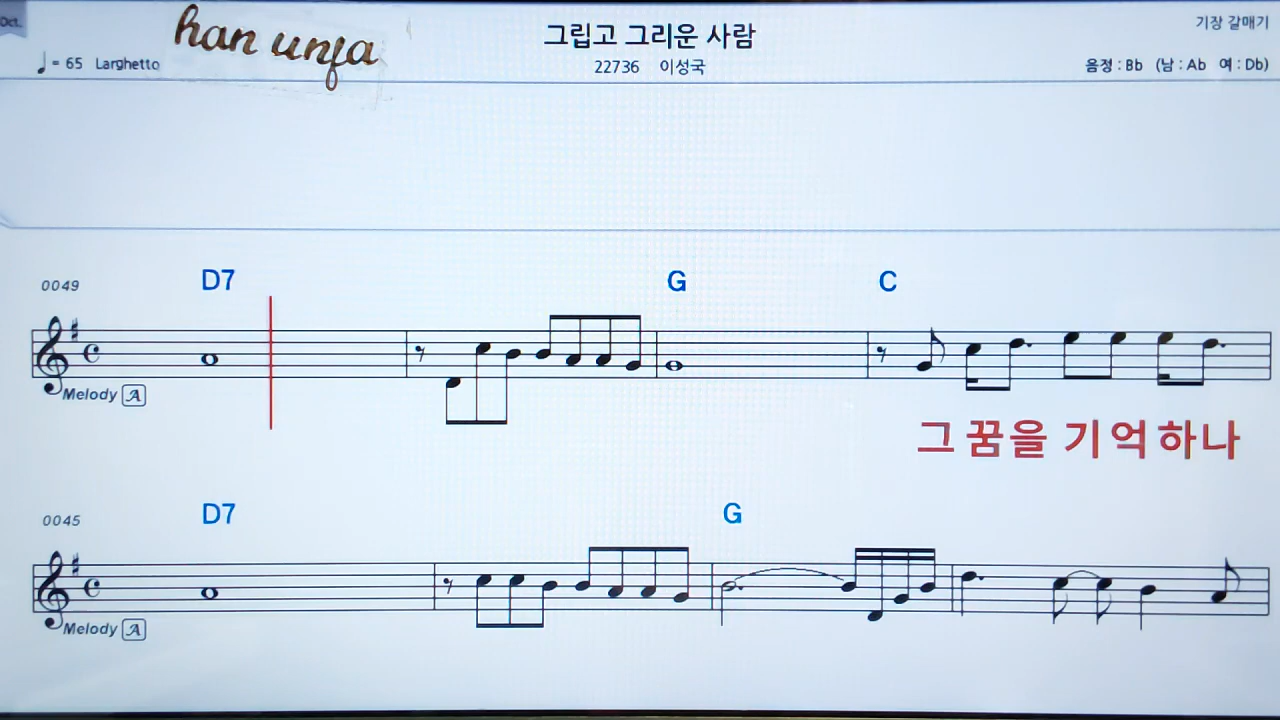 Oct.
han unja
그립고 그리운 사람
기장 갈매기
♩= 65 Larghetto
22736 이성국
음정 : Bb (남 : Ab 여 : Db)
D7 G C
0049
Melody A
그 꿈을 기억하나
D7 G
0045
Melody A